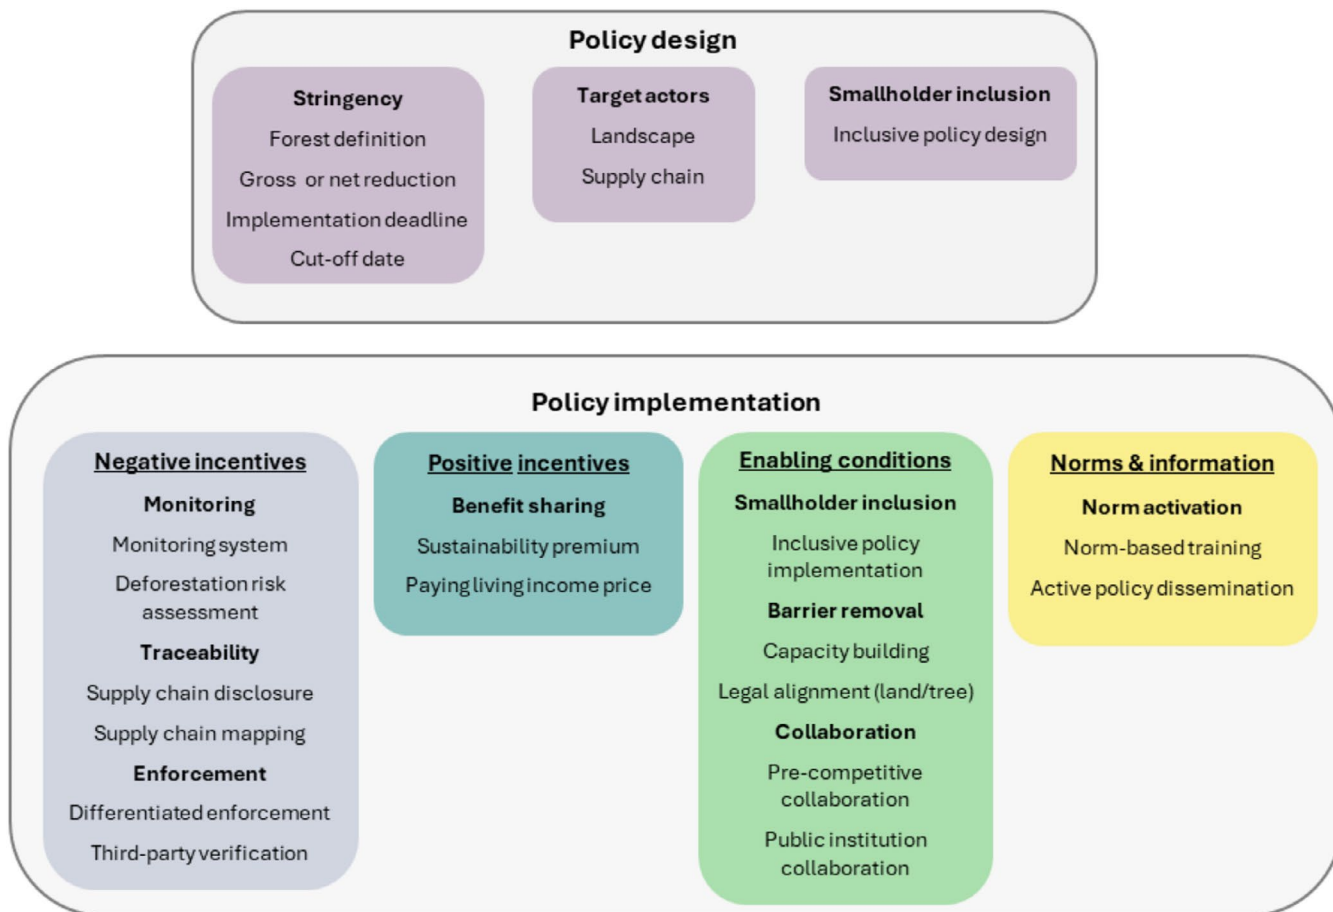 Policy design
Stringency
Forest definition
Gross or net reduction
Implementation deadline
Cut-off date
Target actors
Landscape
Supply chain
Smallholder inclusion
Inclusive policy design
Policy implementation
Negative incentives
Monitoring
Monitoring system
Deforestation risk
assessment
Traceability
Supply chain disclosure
Supply chain mapping
Enforcement
Differentiated enforcement
Third-party verification
Positive incentives
Benefit sharing
Sustainability premium
Paying living income price
Enabling conditions
Smallholder inclusion
Inclusive policy
implementation
Barrier removal
Capacity building
Legal alignment (land/tree)
Collaboration
Pre-competitive
collaboration
Public institution
collaboration
Norms & information
Norm activation
Norm-based training
Active policy dissemination